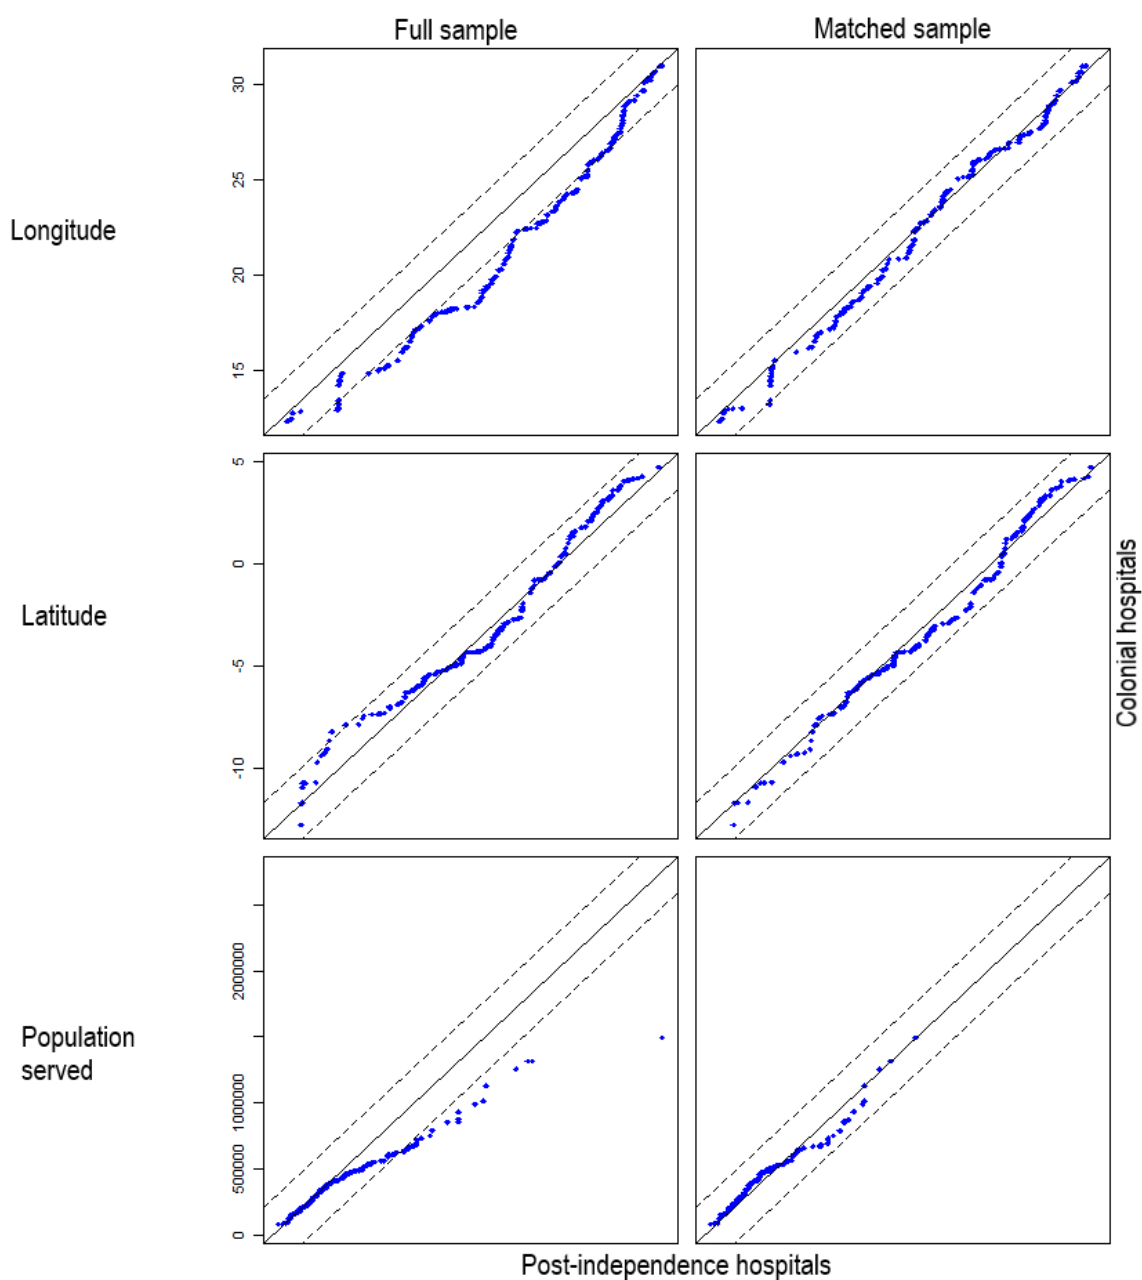 Full sample
Matched sample
Longitude
30
25
20
15
Latitude
5
0
-5
-10
Colonial hospitals
Population
served
2000000
1000000
500000
0
Post-independence hospitals